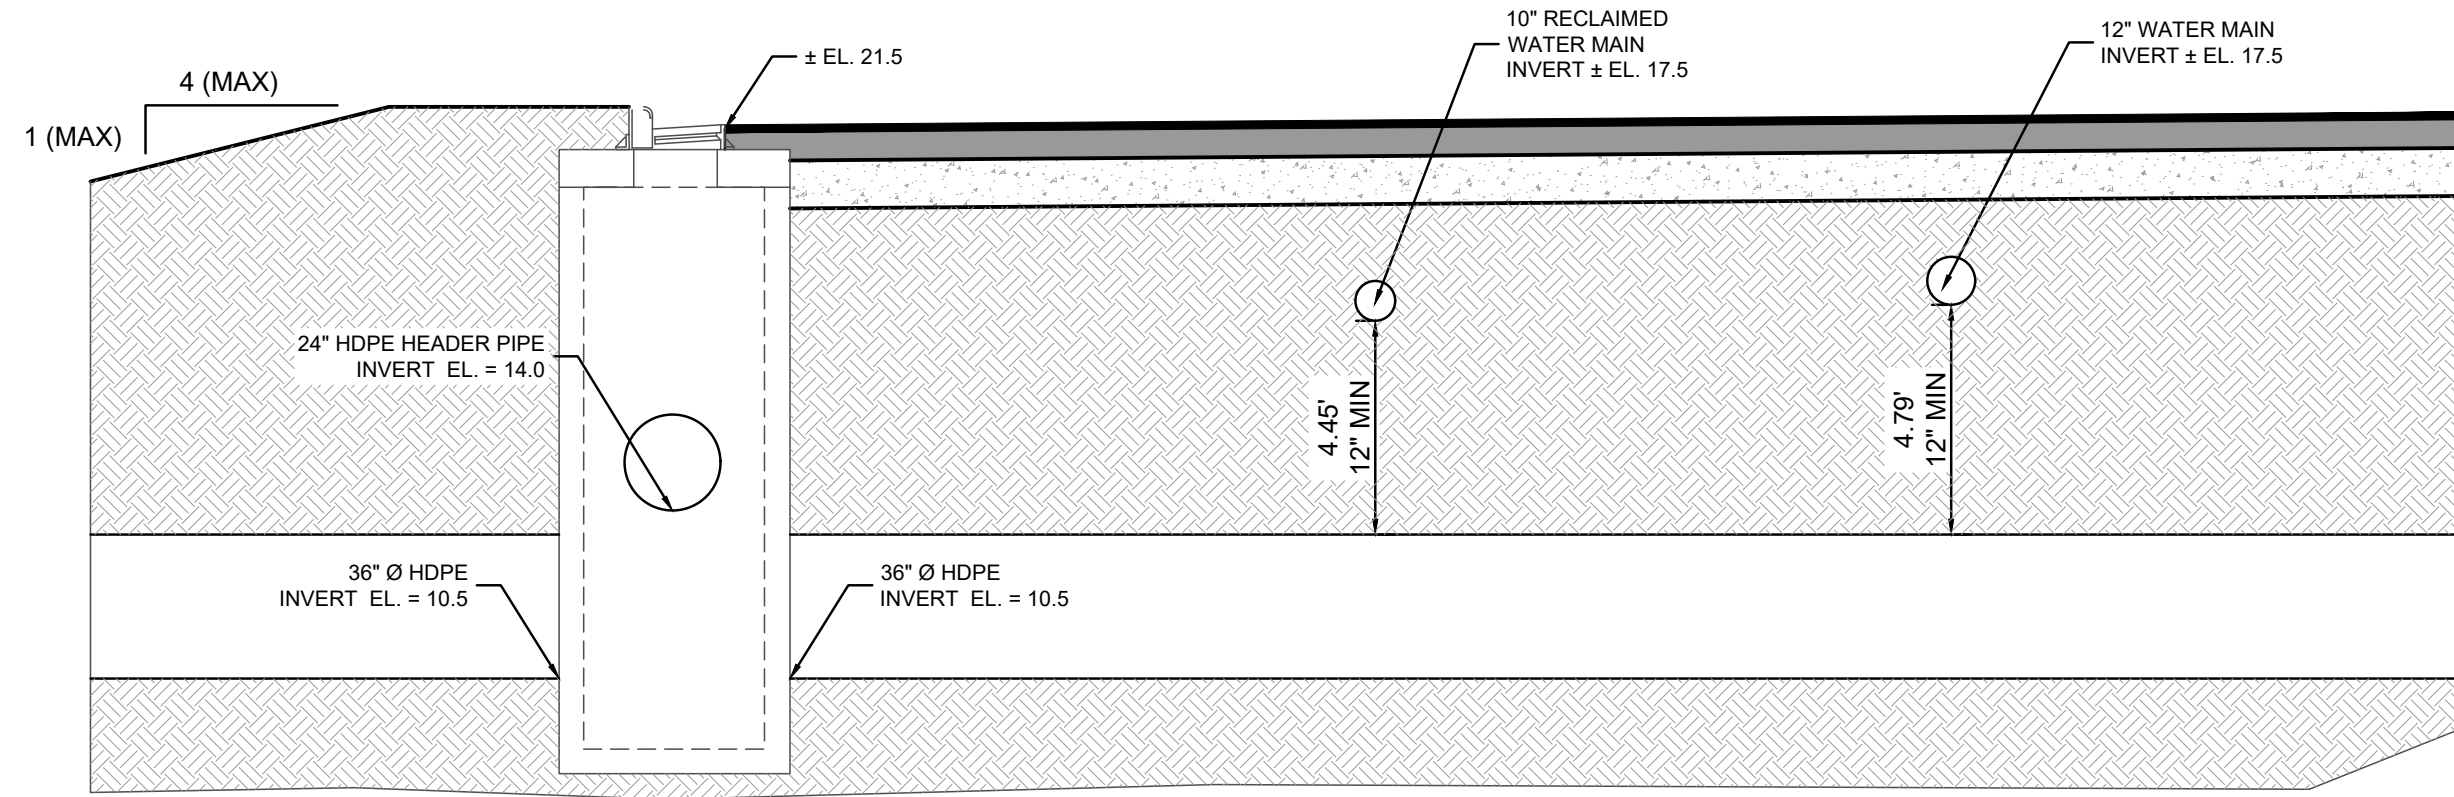 10" RECLAIMED
WATER MAIN
INVERT ± EL. 17.5
12" WATER MAIN
INVERT ± EL. 17.5
± EL. 21.5
4 (MAX)
1 (MAX)
24" HDPE HEADER PIPE
INVERT EL. = 14.0
4.45'
12" MIN
4.79'
12" MIN
36" Ø HDPE
INVERT EL. = 10.5
36" Ø HDPE
INVERT EL. = 10.5